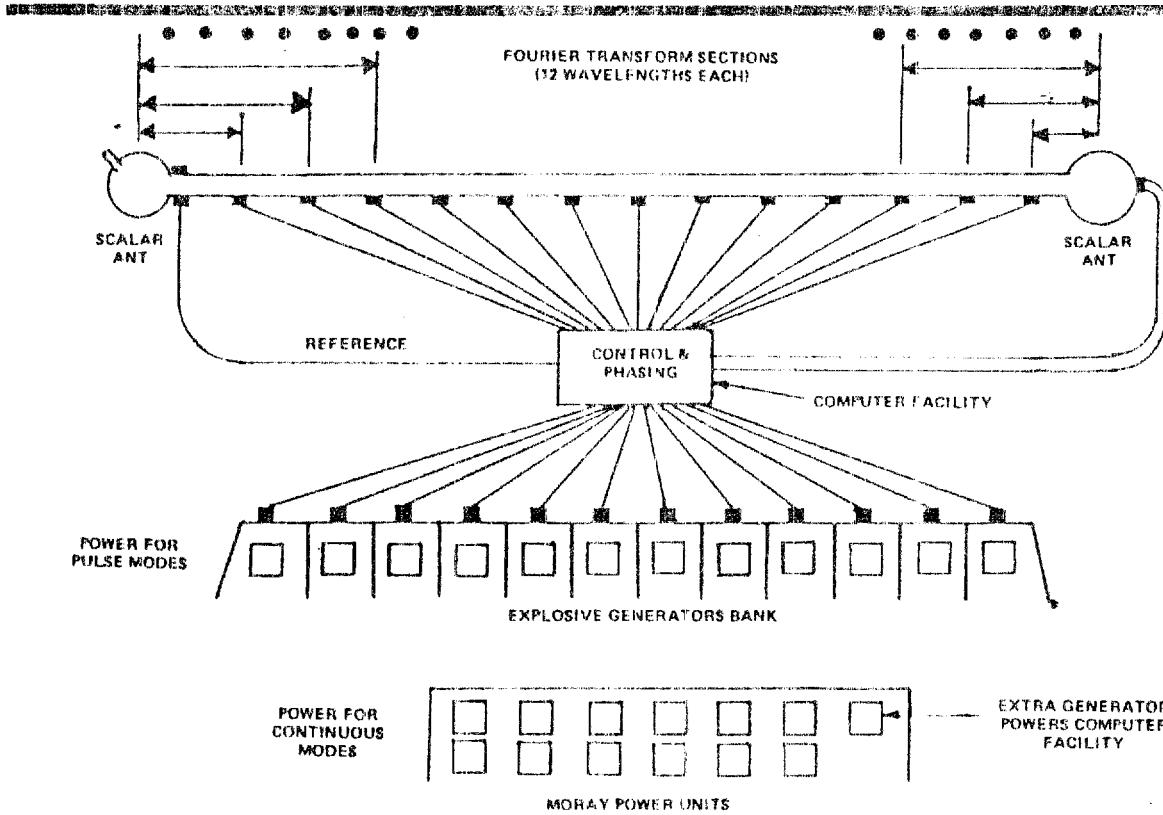 FOURIER TRANSFORM SECTIONS
(12 WAVELENGTHS EACH)
SCALAR
ANT
SCALAR
ANT
REFERENCE
CONTROL &
PHASING
COMPUTER FACILITY
POWER FOR
PULSE MODES
EXPLOSIVE GENERATORS BANK
POWER FOR
CONTINUOUS
MODES
EXTRA GENERATOR
POWERS COMPUTER
FACILITY
MORAY POWER UNITS